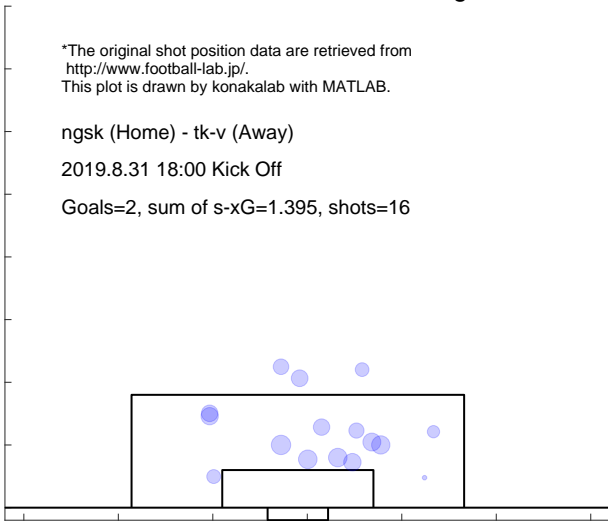 *The original shot position data are retrieved from
http://www.football-lab.jp/.
This plot is drawn by konakalab with MATLAB.
ngsk (Home) - tk-v (Away)
2019.8.31 18:00 Kick Off
Goals=2, sum of s-xG=1.395, shots=16